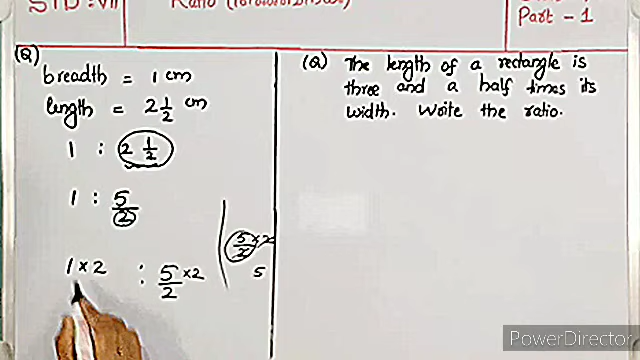 STD : VII
Ratio
Part - 1
(Q)
breadth = 1 cm
length = 2 1/2 cm
1 : 2 1/2
1 : 5/2
1 × 2 : 5/2 × 2
5/2 × 2
5
(Q) The length of a rectangle is
three and a half times its
width. Write the ratio.
PowerDirector